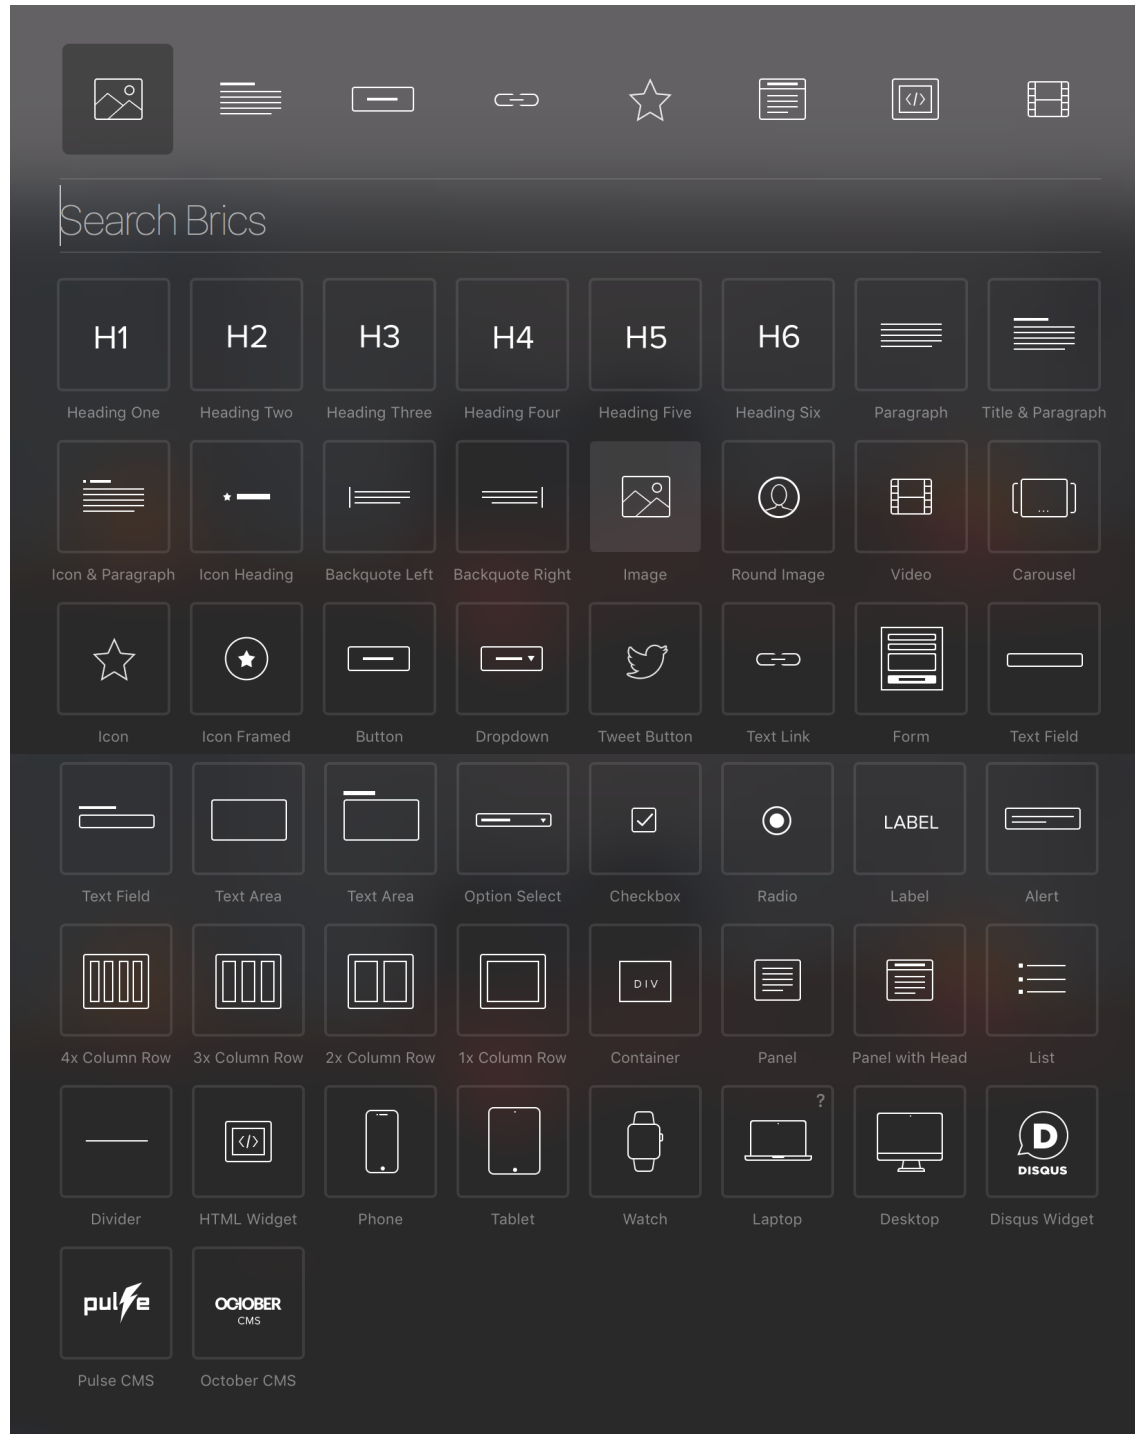 </>
Search Brics
H1 H2 H3 H4 H5 H6
Heading One Heading Two Heading Three Heading Four Heading Five Heading Six Paragraph Title & Paragraph
Icon & Paragraph Icon Heading Backquote Left Backquote Right Image Round Image Video Carousel
Icon Icon Framed Button Dropdown Tweet Button Text Link Form Text Field
LABEL
Text Field Text Area Text Area Option Select Checkbox Radio Label Alert
DIV
4x Column Row 3x Column Row 2x Column Row 1x Column Row Container Panel Panel with Head List
?
</> D
DISQUS
Divider HTML Widget Phone Tablet Watch Laptop Desktop Disqus Widget
pulse OCTOBER
CMS
Pulse CMS October CMS